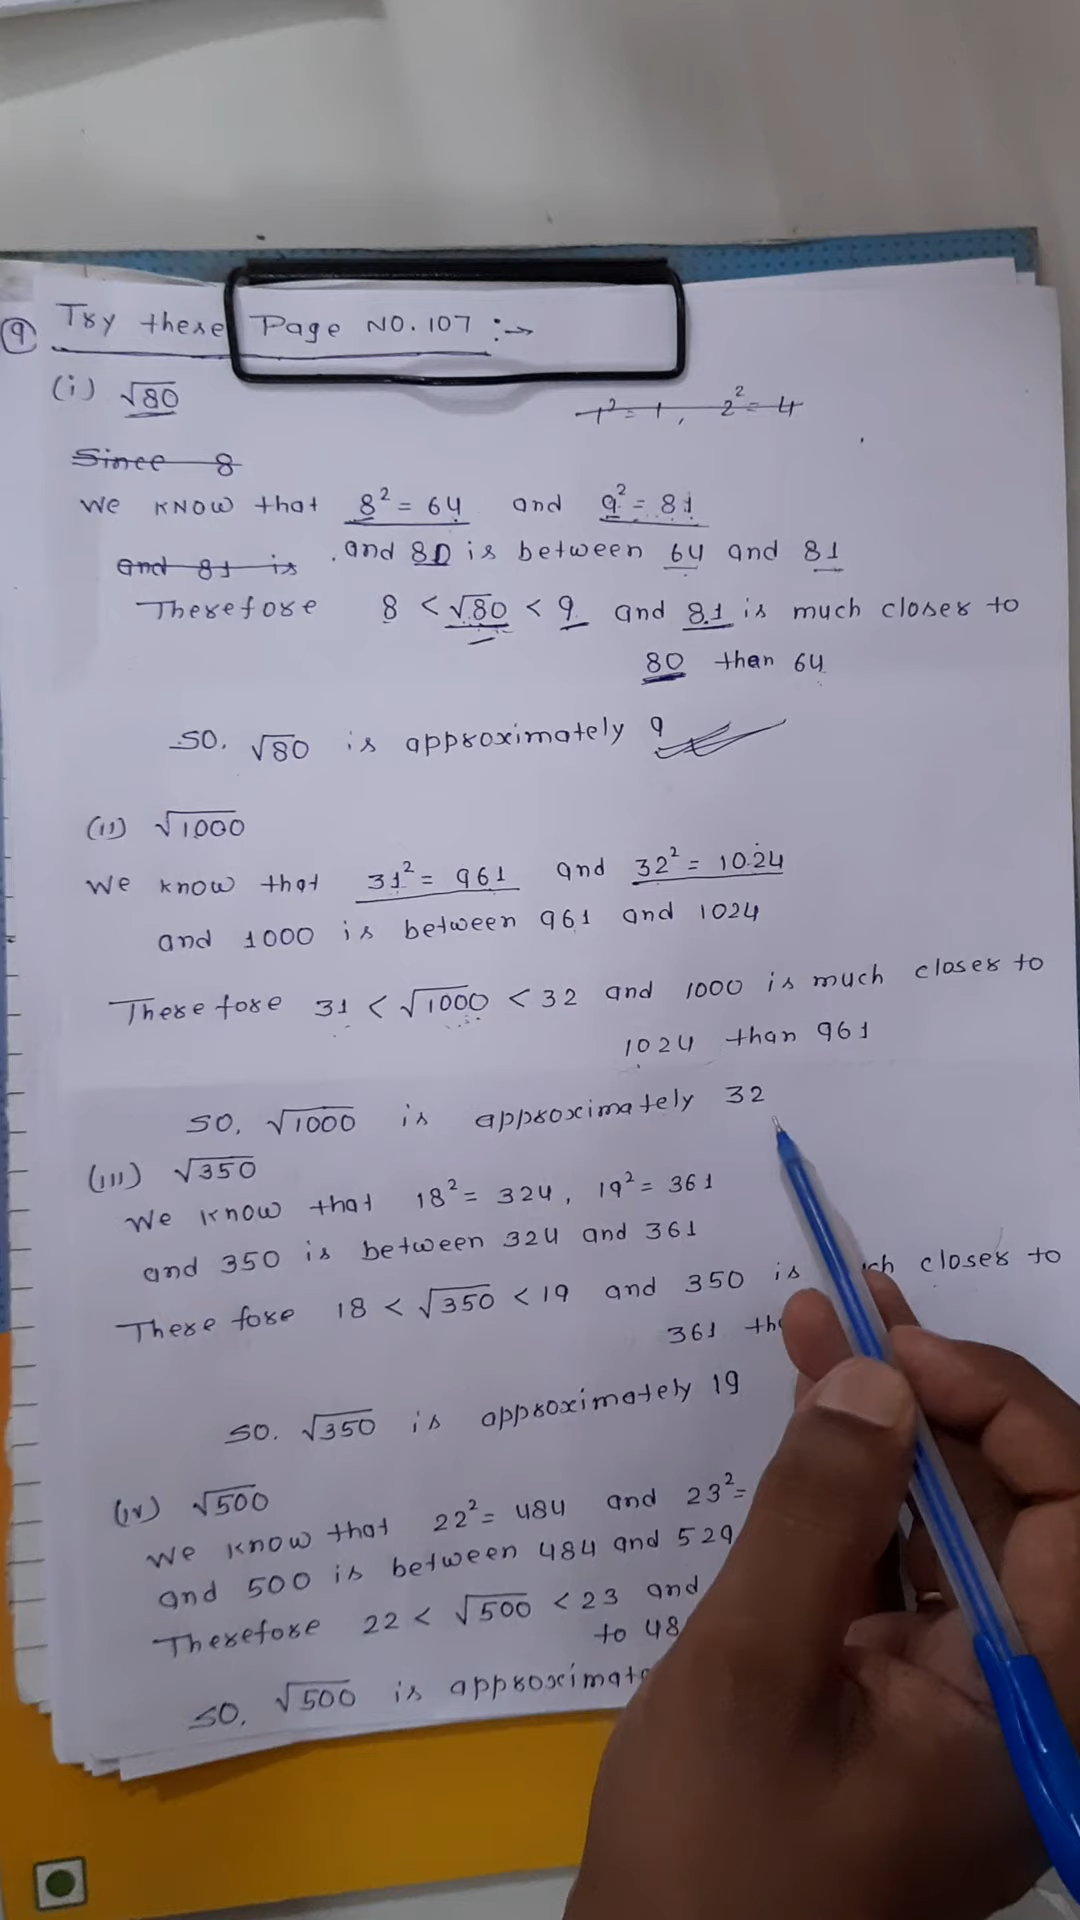 9 Try these Page NO. 107 :→
(i) √80
1² = 1, 2² = 4
Since 8
We KNOW that 8² = 64 and 9² = 81
and 81 is and 80 is between 64 and 81
Therefore 8 < √80 < 9 and 81 is much closer to
80 than 64
SO. √80 is approximately 9
(ii) √1000
We know that 31² = 961 and 32² = 1024
and 1000 is between 961 and 1024
Therefore 31 < √1000 < 32 and 1000 is much closer to
1024 than 961
SO, √1000 is approximately 32
(iii) √350
We know that 18² = 324, 19² = 361
and 350 is between 324 and 361
Therefore 18 < √350 < 19 and 350 is closer to
361
SO. √350 is approximately 19
(iv) √500
We know that 22² = 484 and 23² =
and 500 is between 484 and 529
Therefore 22 < √500 < 23 and
to 48
SO, √500 is approximate